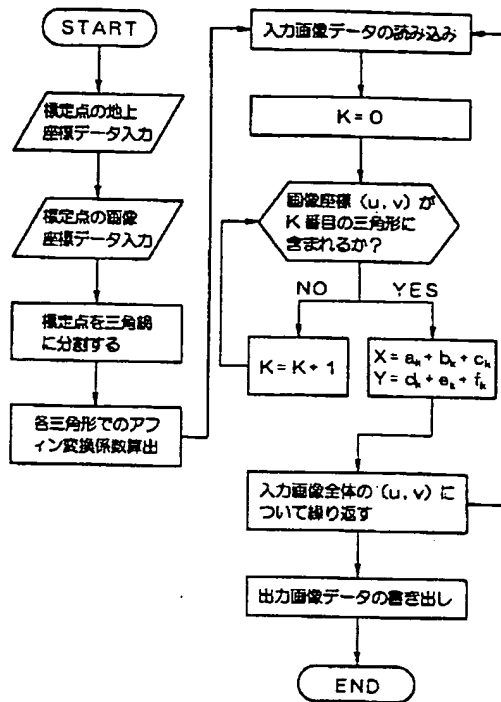 START
標定点の地上
座標データ入力
標定点の画像
座標データ入力
標定点を三角網
に分割する
各三角形でのアフ
ィン変換係数算出
入力画像データの読み込み
K=0
画像座標(u,v)が
K番目の三角形に
含まれるか?
NO
YES
K=K+1
X=aₖ+bₖ+cₖ
Y=dₖ+eₖ+fₖ
入力画像全体の(u,v)に
ついて繰り返す
出力画像データの書き出し
END